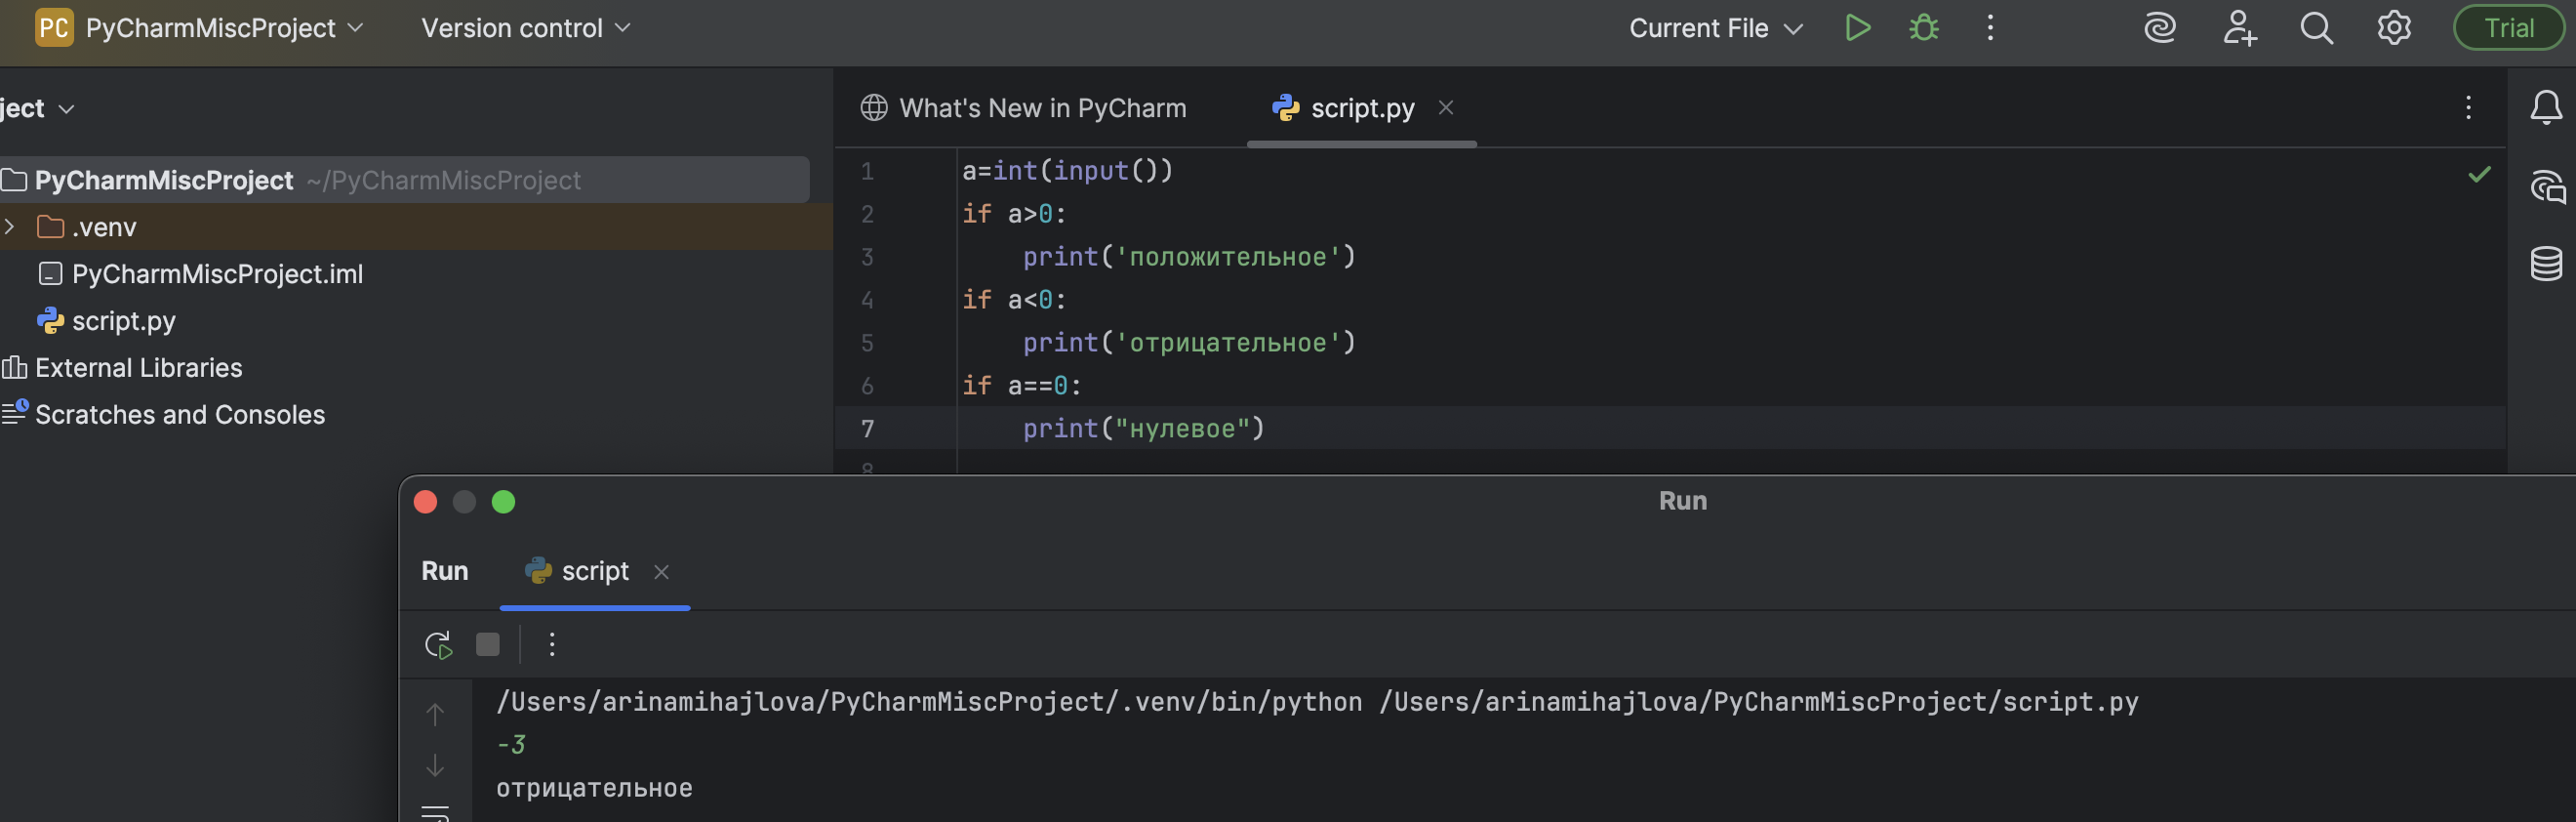 PC PyCharmMiscProject Version control Current File Trial
ject
What's New in PyCharm script.py
PyCharmMiscProject ~/PyCharmMiscProject
.venv
PyCharmMiscProject.iml
script.py
External Libraries
Scratches and Consoles
1 a=int(input())
2 if a>0:
3 print('положительное')
4 if a<0:
5 print('отрицательное')
6 if a==0:
7 print("нулевое")
8
Run
Run script
/Users/arinamihajlova/PyCharmMiscProject/.venv/bin/python /Users/arinamihajlova/PyCharmMiscProject/script.py
-3
отрицательное